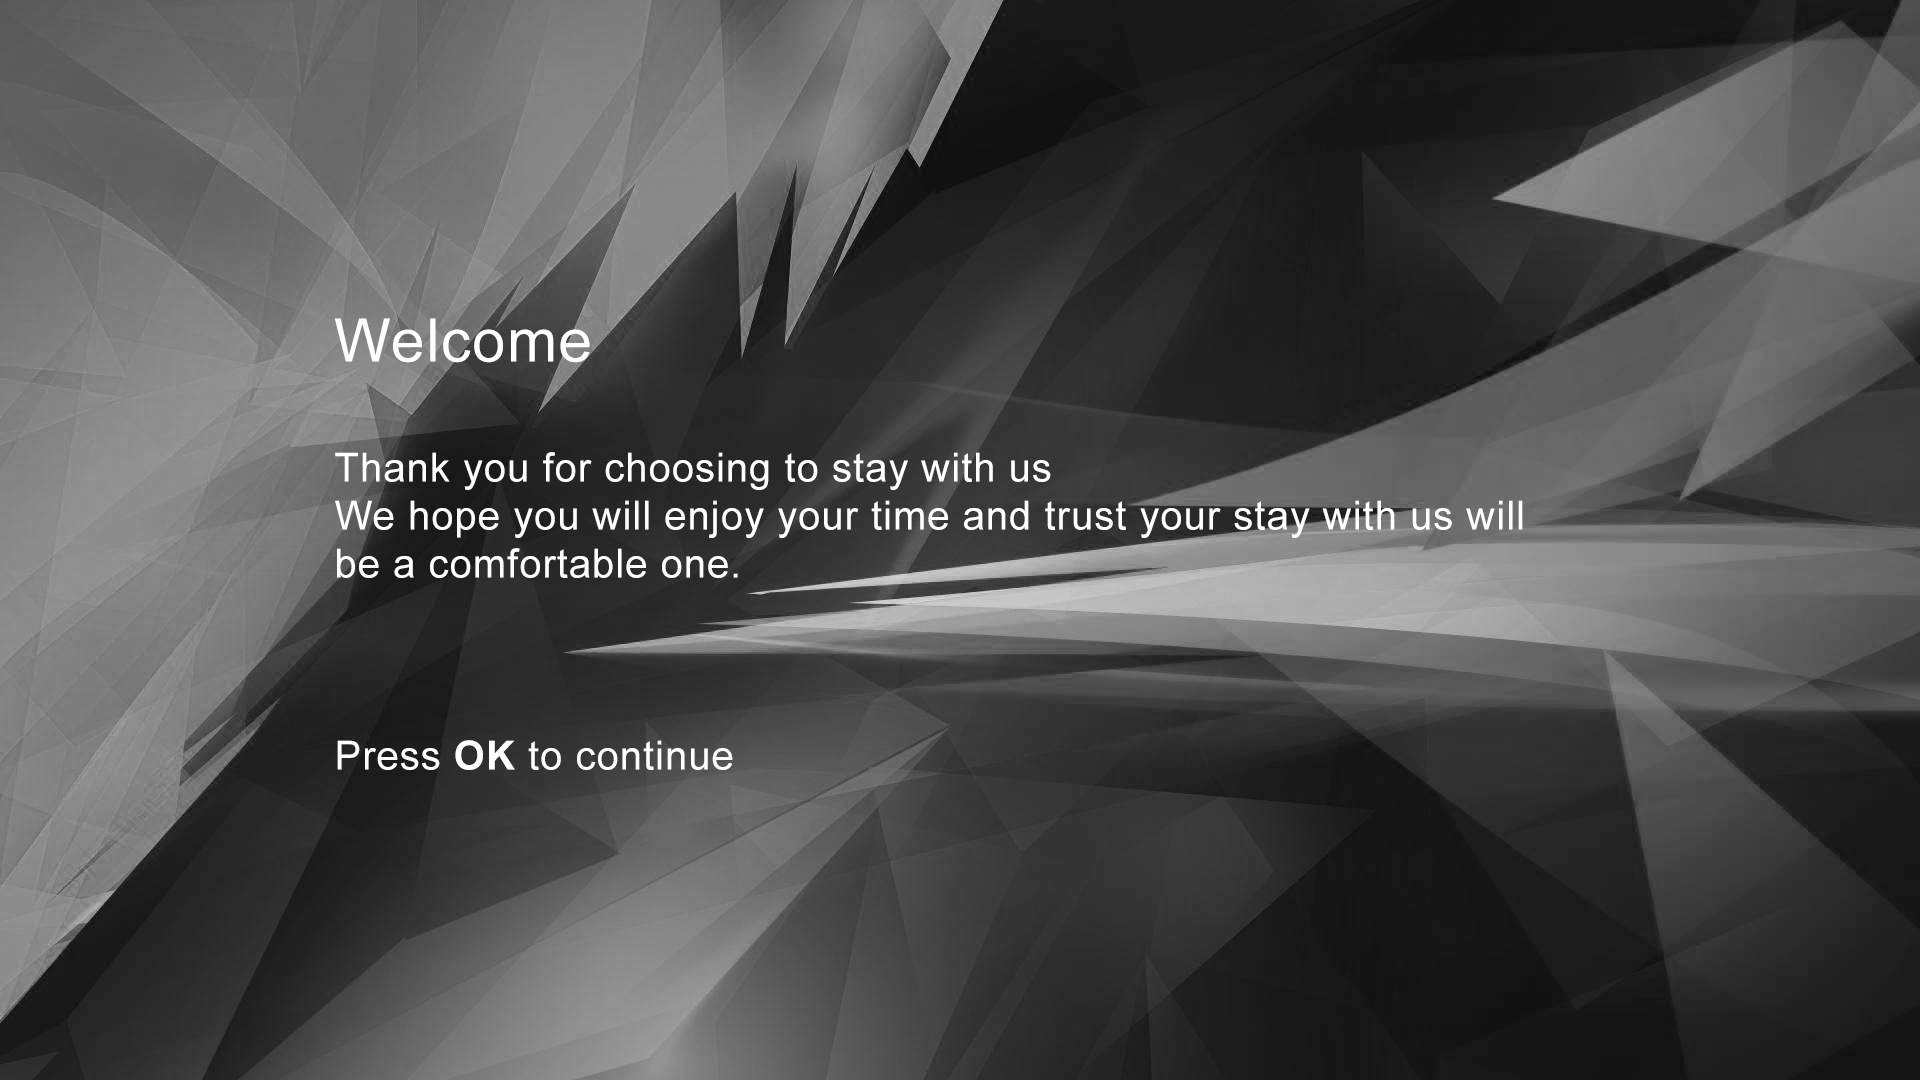 Welcome
Thank you for choosing to stay with us
We hope you will enjoy your time and trust your stay with us will
be a comfortable one.
Press OK to continue